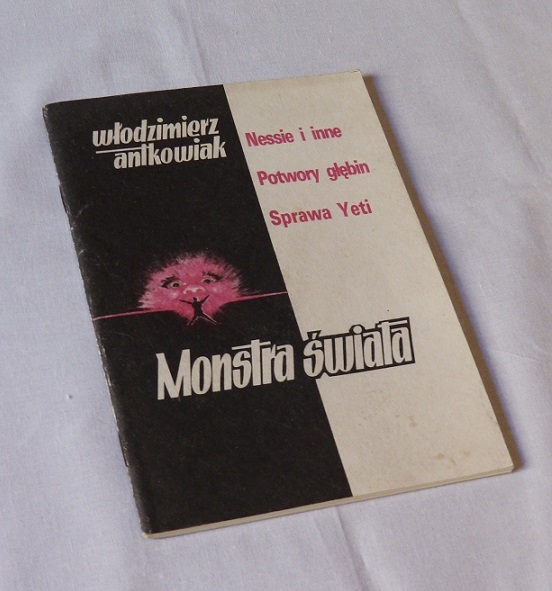 włodzimierz
antkowiak
Nessie i inne
Potwory głębin
Sprawa Yeti
Monstra świata